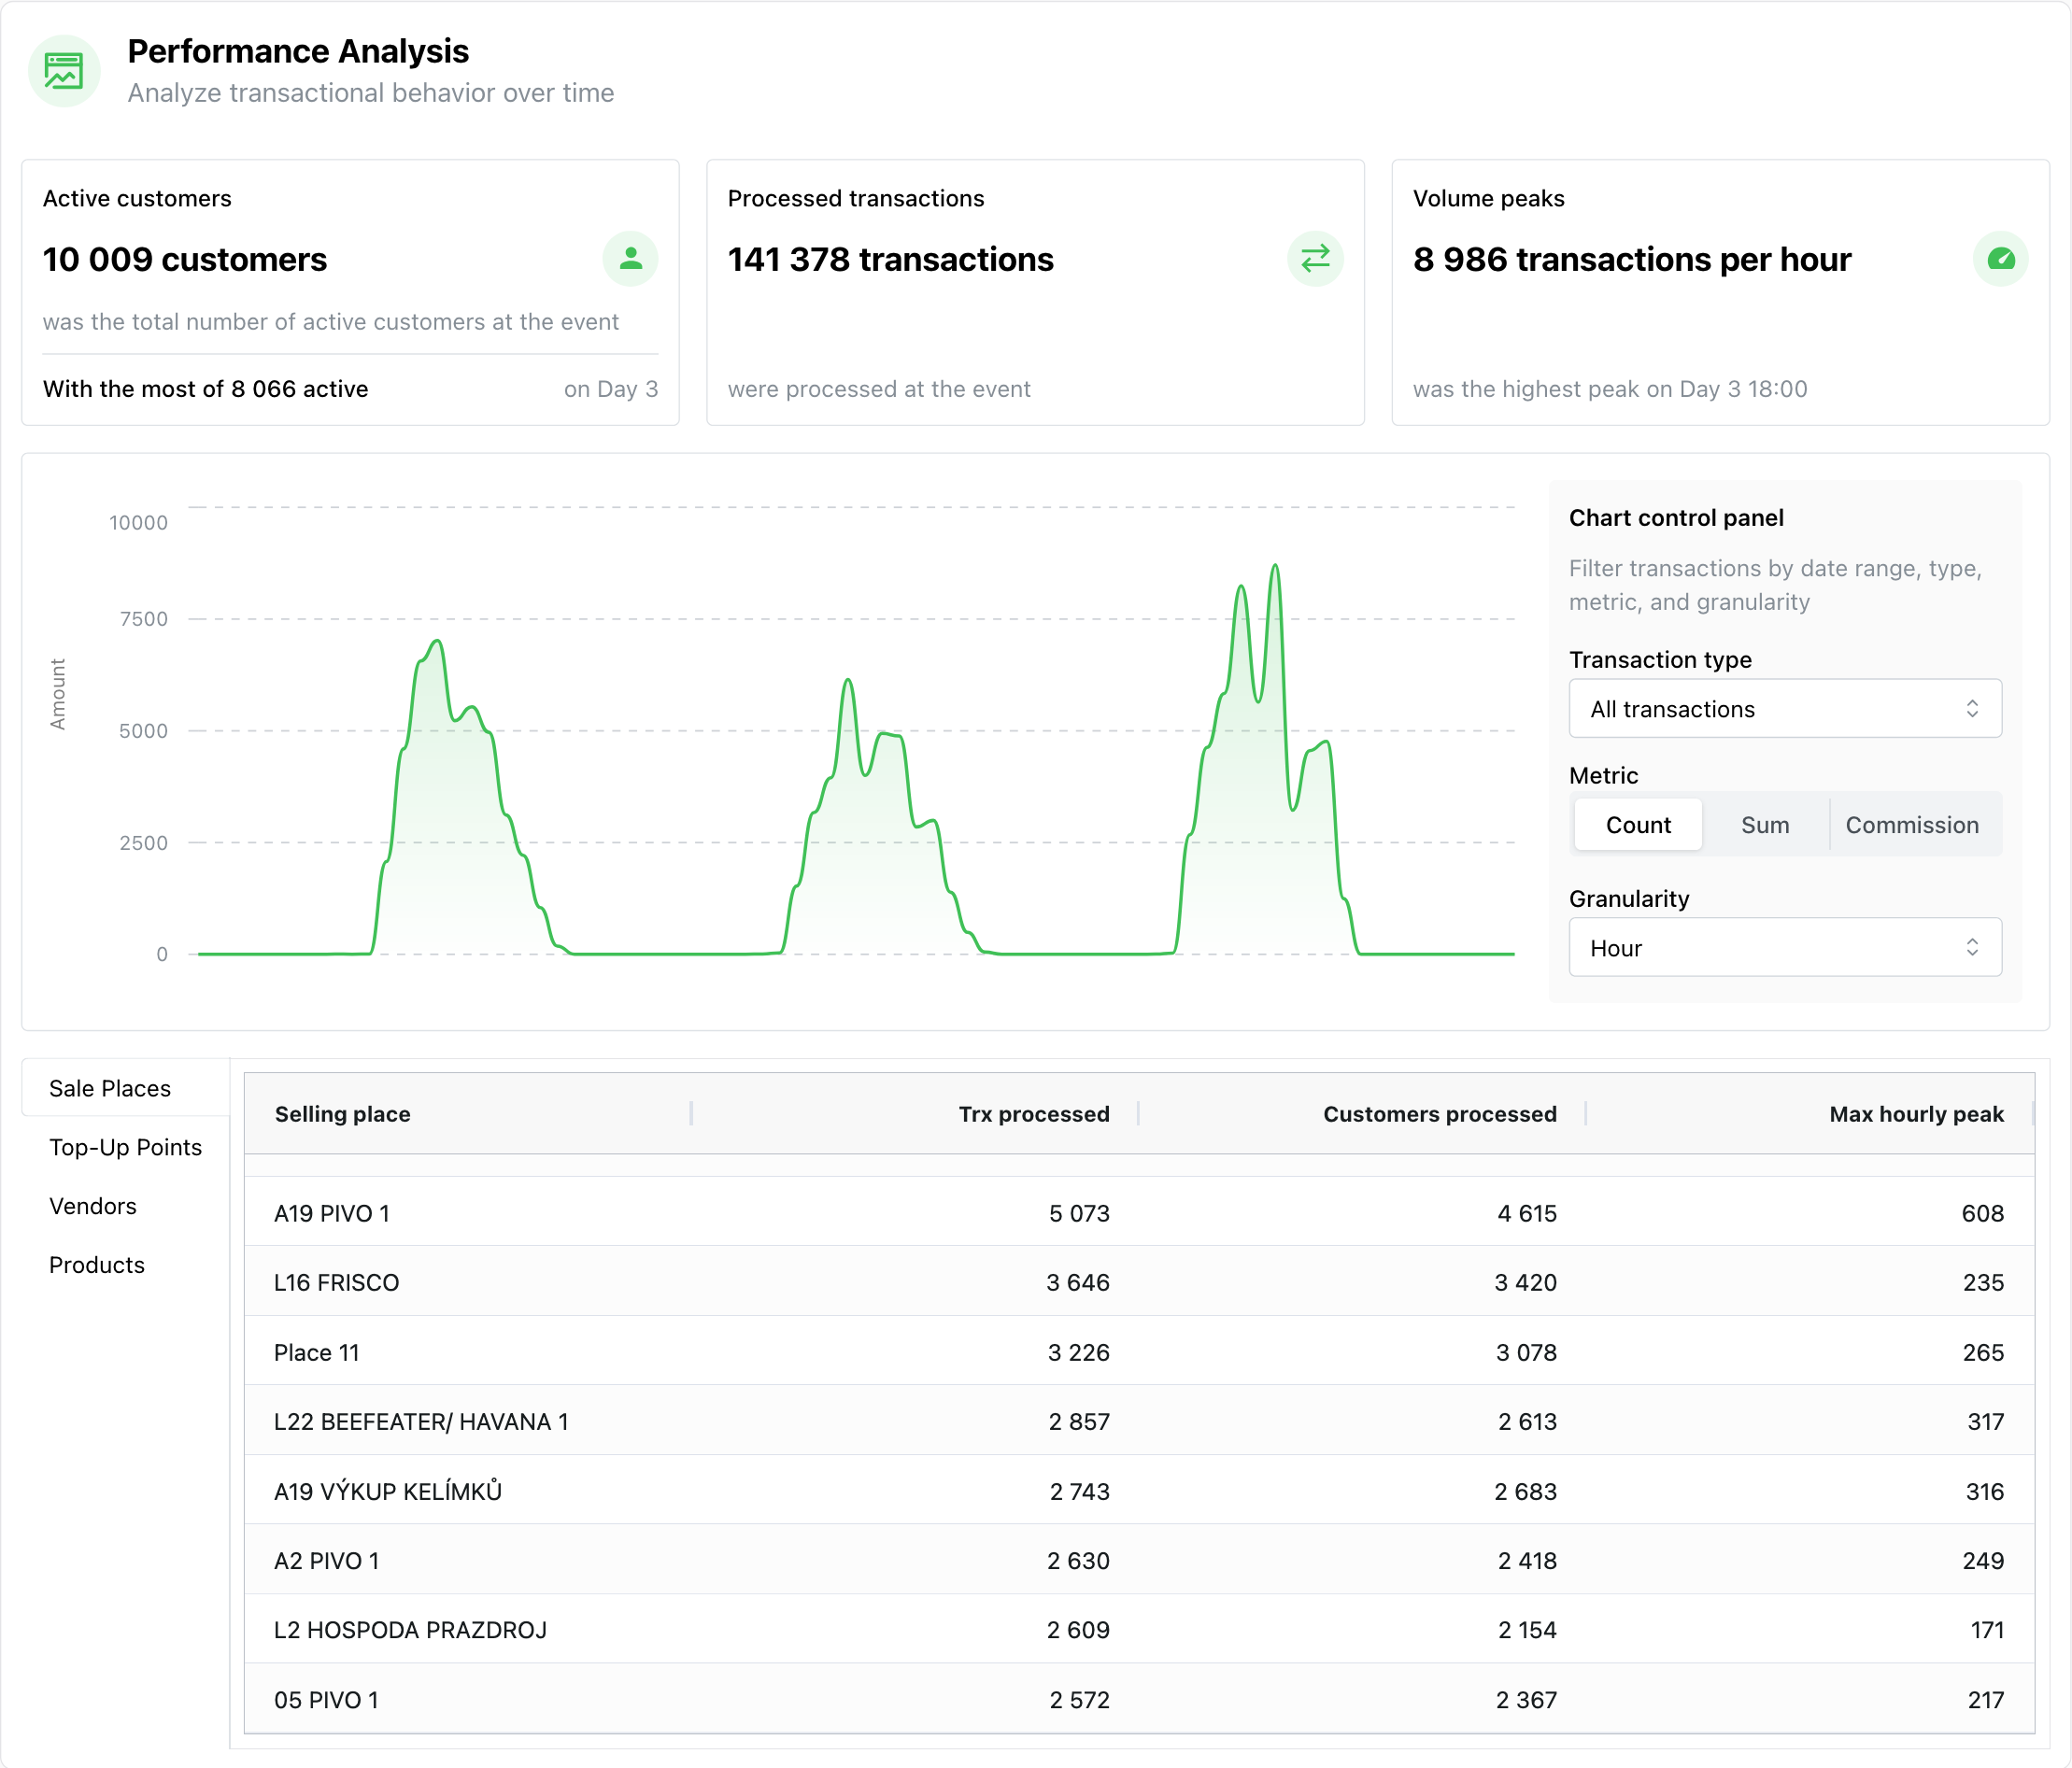 Performance Analysis
Analyze transactional behavior over time
Active customers
10 009 customers
was the total number of active customers at the event
With the most of 8 066 active on Day 3
Processed transactions
141 378 transactions
were processed at the event
Volume peaks
8 986 transactions per hour
was the highest peak on Day 3 18:00
Amount
10000
7500
5000
2500
0
Chart control panel
Filter transactions by date range, type,
metric, and granularity
Transaction type
All transactions
Metric
Count Sum Commission
Granularity
Hour
Sale Places
Top-Up Points
Vendors
Products
Selling place Trx processed Customers processed Max hourly peak
A19 PIVO 1 5 073 4 615 608
L16 FRISCO 3 646 3 420 235
Place 11 3 226 3 078 265
L22 BEEFEATER/ HAVANA 1 2 857 2 613 317
A19 VÝKUP KELÍMKŮ 2 743 2 683 316
A2 PIVO 1 2 630 2 418 249
L2 HOSPODA PRAZDROJ 2 609 2 154 171
05 PIVO 1 2 572 2 367 217